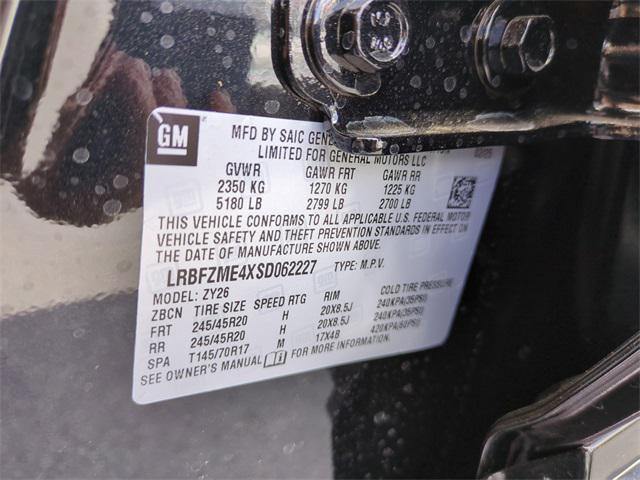 GM
MFD BY SAIC GENERAL
LIMITED FOR GENERAL MOTORS LLC
GVWR GAWR FRT GAWR RR
2350 KG 1270 KG 1225 KG
5180 LB 2799 LB 2700 LB
THIS VEHICLE CONFORMS TO ALL APPLICABLE U.S. FEDERAL MOTOR
VEHICLE SAFETY AND THEFT PREVENTION STANDARDS IN EFFECT ON
THE DATE OF MANUFACTURE SHOWN ABOVE.
LRBFZME4XSD062227 TYPE: M.P.V.
MODEL: ZY26
ZBCN TIRE SIZE SPEED RTG RIM COLD TIRE PRESSURE
FRT 245/45R20 H 20X8.5J 240KPA(35PSI)
RR 245/45R20 H 20X8.5J 240KPA(35PSI)
SPA T145/70R17 M 17X4B 420KPA(60PSI)
SEE OWNER'S MANUAL FOR MORE INFORMATION.